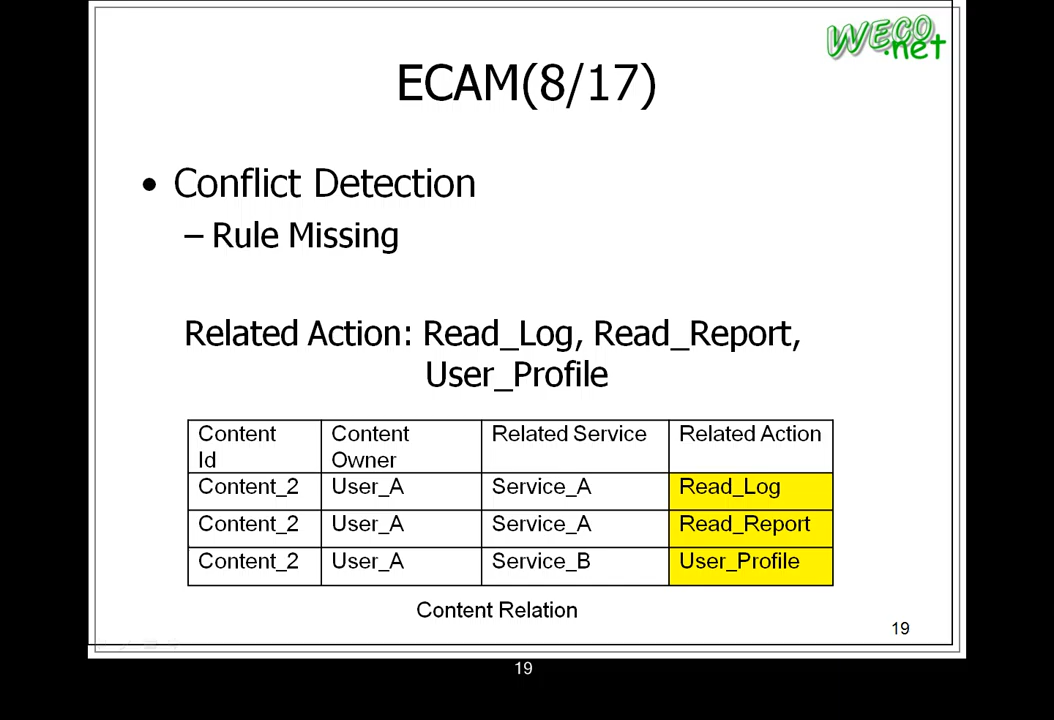 WECO
.net
ECAM(8/17)
• Conflict Detection
– Rule Missing
Related Action: Read_Log, Read_Report,
User_Profile
Content Id | Content Owner | Related Service | Related Action
Content_2 | User_A | Service_A | Read_Log
Content_2 | User_A | Service_A | Read_Report
Content_2 | User_A | Service_B | User_Profile
Content Relation
19
19